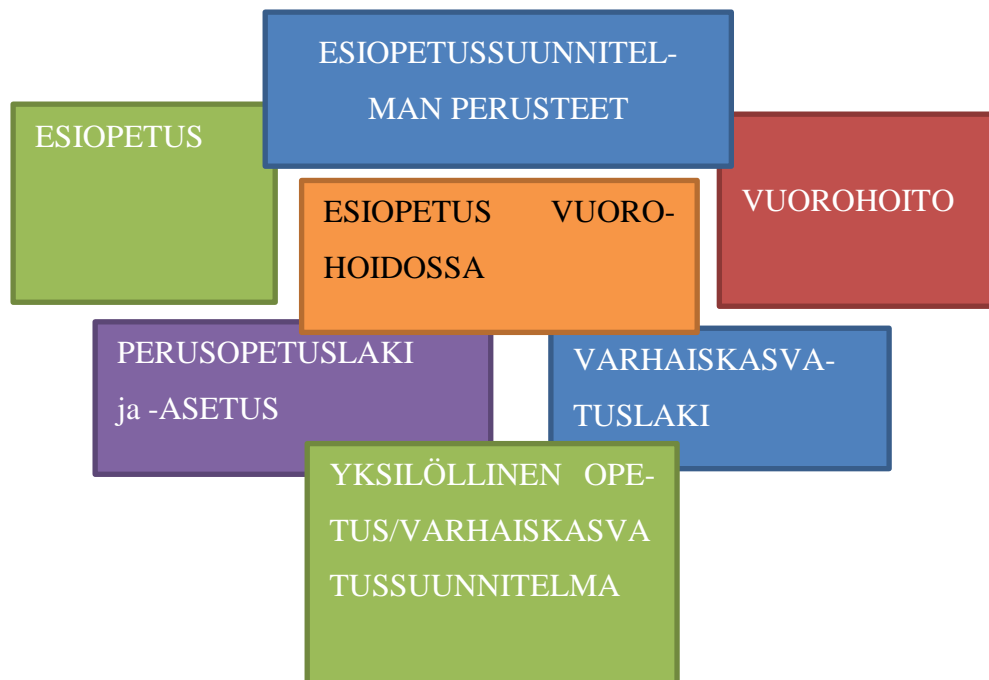 ESIOPETUSSUUNNITEL-
MAN PERUSTEET
ESIOPETUS
VUOROHOITO
ESIOPETUS VUORO-
HOIDOSSA
PERUSOPETUSLAKI
ja -ASETUS
VARHAISKASVA-
TUSLAKI
YKSILÖLLINEN OPE-
TUS/VARHAISKASVA
TUSSUUNNITELMA